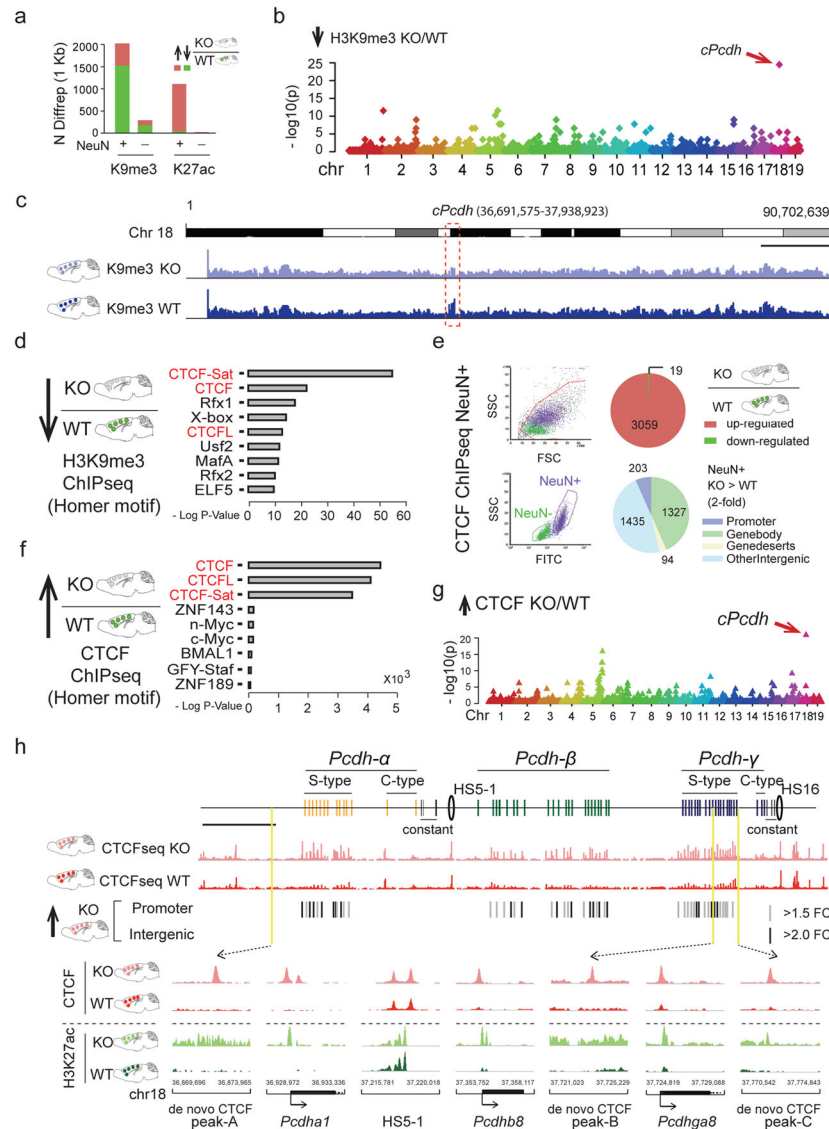 a
N Diffrep (1 Kb)
2000
1500
1000
500
0
KO
WT
NeuN
+
–
+
–
K9me3
K27ac
b
H3K9me3 KO/WT
cPcdh
- log10(p)
25
20
15
10
5
0
chr
1 2 3 4 5 6 7 8 9 10 11 12 13 14 15 16 17 18 19
c
1
cPcdh (36,691,575-37,938,923)
90,702,639
Chr 18
K9me3 KO
K9me3 WT
d
KO
WT
H3K9me3
ChIPseq
(Homer motif)
CTCF-Sat
CTCF
Rfx1
X-box
CTCFL
Usf2
MafA
Rfx2
ELF5
- Log P-Value
0 10 20 30 40 50 60
e
CTCF ChIPseq NeuN+
SSC
FSC
SSC
FITC
NeuN+
NeuN-
19
3059
KO
WT
up-regulated
down-regulated
203
1327
1435
94
NeuN+
KO > WT
(2-fold)
Promoter
Genebody
Genedeserts
OtherIntergenic
f
KO
WT
CTCF
ChIPseq
(Homer motif)
CTCF
CTCFL
CTCF-Sat
ZNF143
n-Myc
c-Myc
BMAL1
GFY-Staf
ZNF189
X10³
- Log P-Value
0 1 2 3 4 5
g
CTCF KO/WT
cPcdh
- log10(p)
25
20
15
10
5
0
Chr
1 2 3 4 5 6 7 8 9 10 11 12 13 14 15 16 17 18 19
h
Pcdh-α
Pcdh-β
Pcdh-γ
S-type
C-type
HS5-1
S-type
C-type
HS16
constant
constant
CTCFseq KO
CTCFseq WT
KO
WT
Promoter
Intergenic
>1.5 FC
>2.0 FC
CTCF
KO
WT
H3K27ac
KO
WT
chr18
36,869,696 36,873,965
36,928,972 36,933,336
37,215,781 37,220,018
37,353,752 37,358,117
37,721,023 37,725,229
37,724,819 37,729,088
37,770,542 37,774,843
de novo CTCF
peak-A
Pcdha1
HS5-1
Pcdhb8
de novo CTCF
peak-B
Pcdhga8
de novo CTCF
peak-C